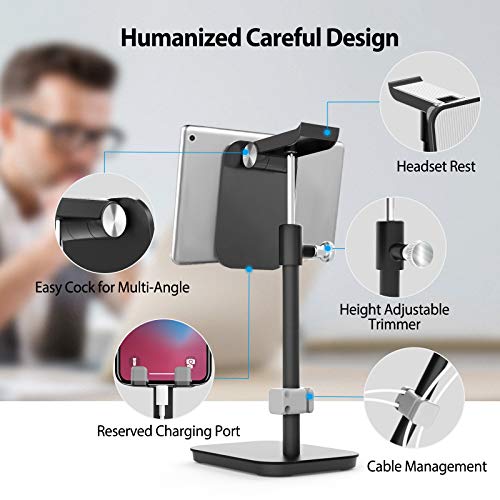 Humanized Careful Design
Headset Rest
Easy Cock for Multi-Angle
Height Adjustable
Trimmer
Reserved Charging Port
Cable Management